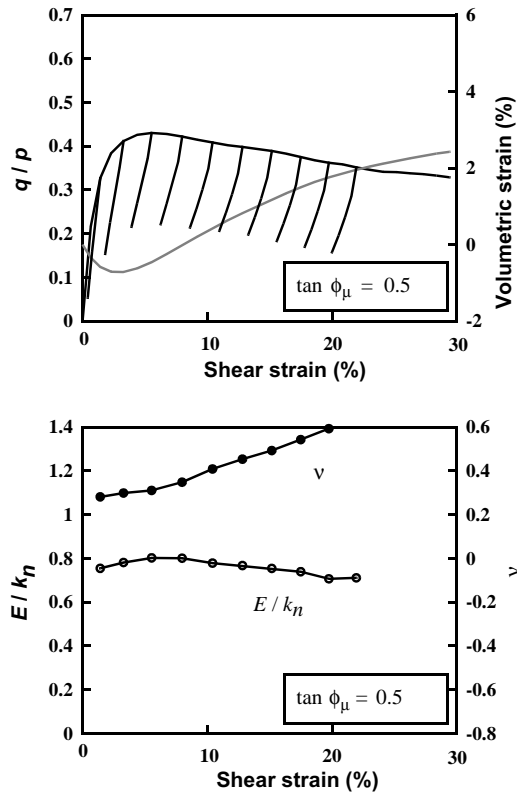 0.7
0.6
0.5
0.4
0.3
0.2
0.1
0
q / p
6
4
2
0
-2
Volumetric strain (%)
tan ϕμ = 0.5
0 10 20 30
Shear strain (%)
1.4
1.2
1
0.8
0.6
0.4
0.2
0
E / kn
0.6
0.4
0.2
0
-0.2
-0.4
-0.6
-0.8
ν
ν
E / kn
tan ϕμ = 0.5
0 10 20 30
Shear strain (%)